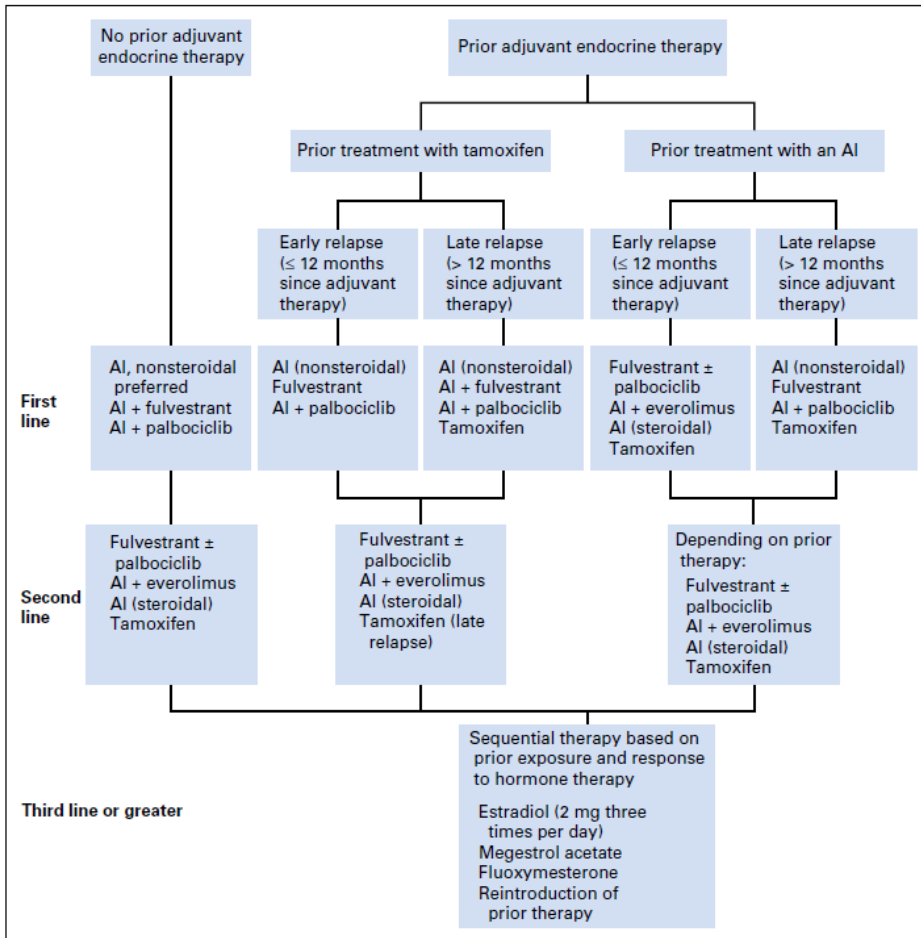 No prior adjuvant
endocrine therapy
Prior adjuvant endocrine therapy
Prior treatment with tamoxifen
Prior treatment with an AI
Early relapse
(≤ 12 months
since adjuvant
therapy)
Late relapse
(> 12 months
since adjuvant
therapy)
Early relapse
(≤ 12 months
since adjuvant
therapy)
Late relapse
(> 12 months
since adjuvant
therapy)
First
line
AI, nonsteroidal
preferred
AI + fulvestrant
AI + palbociclib
AI (nonsteroidal)
Fulvestrant
AI + palbociclib
AI (nonsteroidal)
AI + fulvestrant
AI + palbociclib
Tamoxifen
Fulvestrant ±
palbociclib
AI + everolimus
AI (steroidal)
Tamoxifen
AI (nonsteroidal)
Fulvestrant
AI + palbociclib
Tamoxifen
Second
line
Fulvestrant ±
palbociclib
AI + everolimus
AI (steroidal)
Tamoxifen
Fulvestrant ±
palbociclib
AI + everolimus
AI (steroidal)
Tamoxifen (late
relapse)
Depending on prior
therapy:
Fulvestrant ±
palbociclib
AI + everolimus
AI (steroidal)
Tamoxifen
Third line or greater
Sequential therapy based on
prior exposure and response
to hormone therapy
Estradiol (2 mg three
times per day)
Megestrol acetate
Fluoxymesterone
Reintroduction of
prior therapy